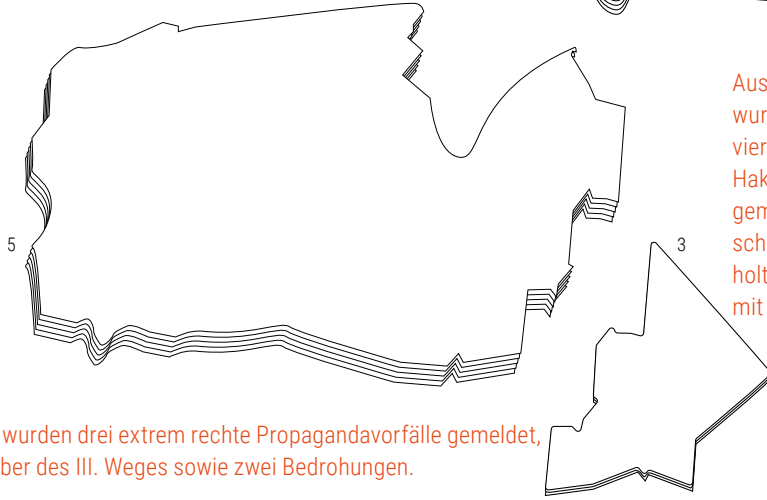 Aus
wur
vier
Hak
gem
sch
holt
mit
5
3
wurden drei extrem rechte Propagandavorfälle gemeldet,
ber des III. Weges sowie zwei Bedrohungen.